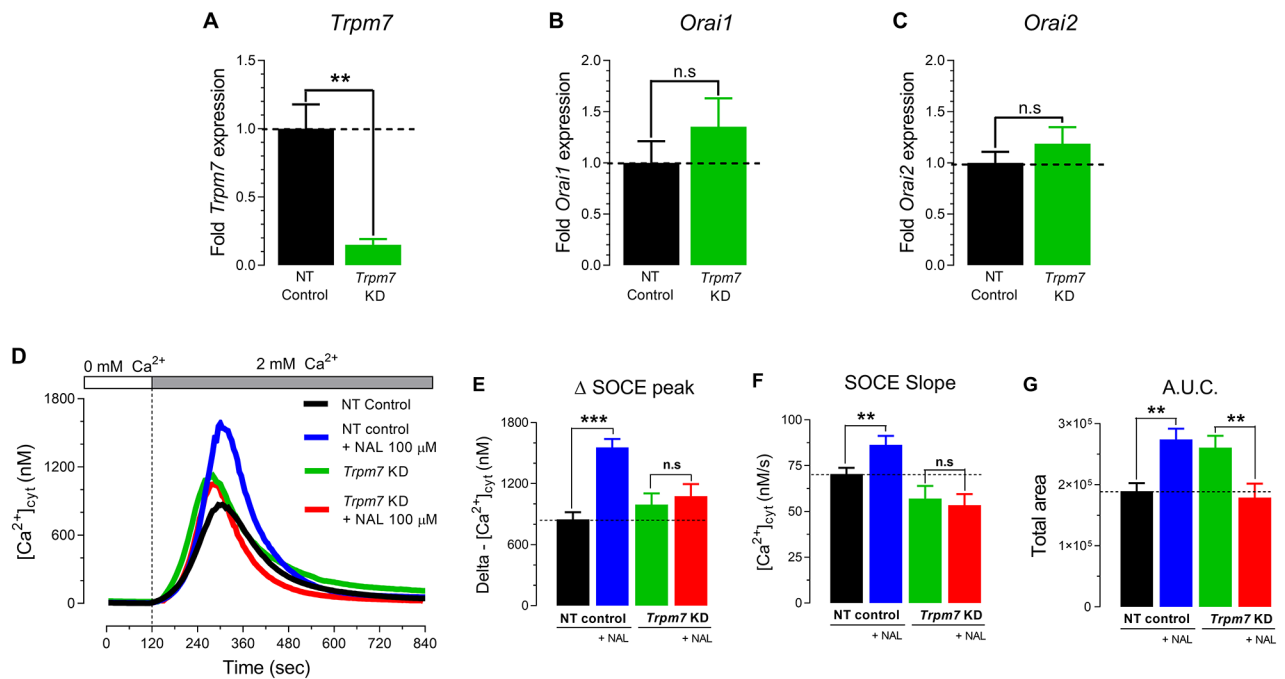 A
Trpm7
Fold Trpm7 expression
1.5
1.0
0.5
0.0
**
NT
Control
Trpm7
KD
B
Orai1
Fold Orai1 expression
2.0
1.5
1.0
0.5
0.0
n.s
NT
Control
Trpm7
KD
C
Orai2
Fold Orai2 expression
2.0
1.5
1.0
0.5
0.0
n.s
NT
Control
Trpm7
KD
D
0 mM Ca²⁺
2 mM Ca²⁺
[Ca²⁺]cyt (nM)
1800
1200
600
0
NT Control
NT control
+ NAL 100 μM
Trpm7 KD
Trpm7 KD
+ NAL 100 μM
0 120 240 360 480 600 720 840
Time (sec)
E
Δ SOCE peak
Delta - [Ca²⁺]cyt (nM)
1800
1200
600
0
***
n.s
NT control
Trpm7 KD
+ NAL
+ NAL
F
SOCE Slope
[Ca²⁺]cyt (nM/s)
100
75
50
25
0
**
n.s
NT control
Trpm7 KD
+ NAL
+ NAL
G
A.U.C.
Total area
3×10⁵
2×10⁵
1×10⁵
0
**
**
NT control
Trpm7 KD
+ NAL
+ NAL